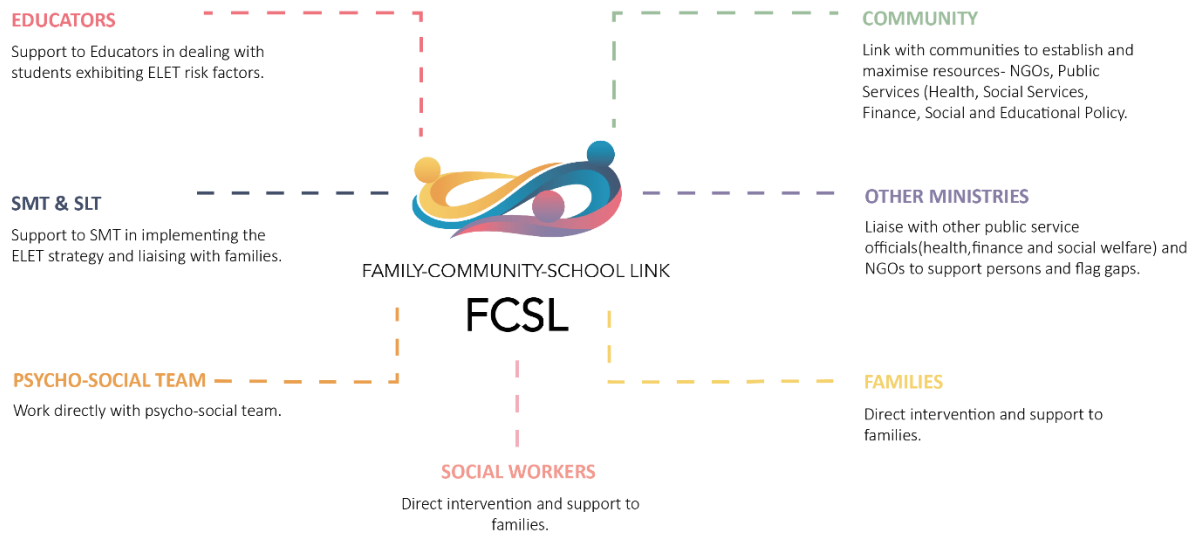 EDUCATORS
Support to Educators in dealing with
students exhibiting ELET risk factors.
COMMUNITY
Link with communities to establish and
maximise resources- NGOs, Public
Services (Health, Social Services,
Finance, Social and Educational Policy.
SMT & SLT
Support to SMT in implementing the
ELET strategy and liaising with families.
OTHER MINISTRIES
Liaise with other public service
officials(health,finance and social welfare) and
NGOs to support persons and flag gaps.
FAMILY-COMMUNITY-SCHOOL LINK
FCSL
PSYCHO-SOCIAL TEAM
Work directly with psycho-social team.
FAMILIES
Direct intervention and support to
families.
SOCIAL WORKERS
Direct intervention and support to
families.